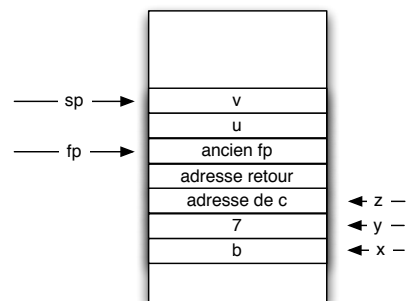 sp v
u
fp ancien fp
adresse retour
adresse de c z
7 y
b x